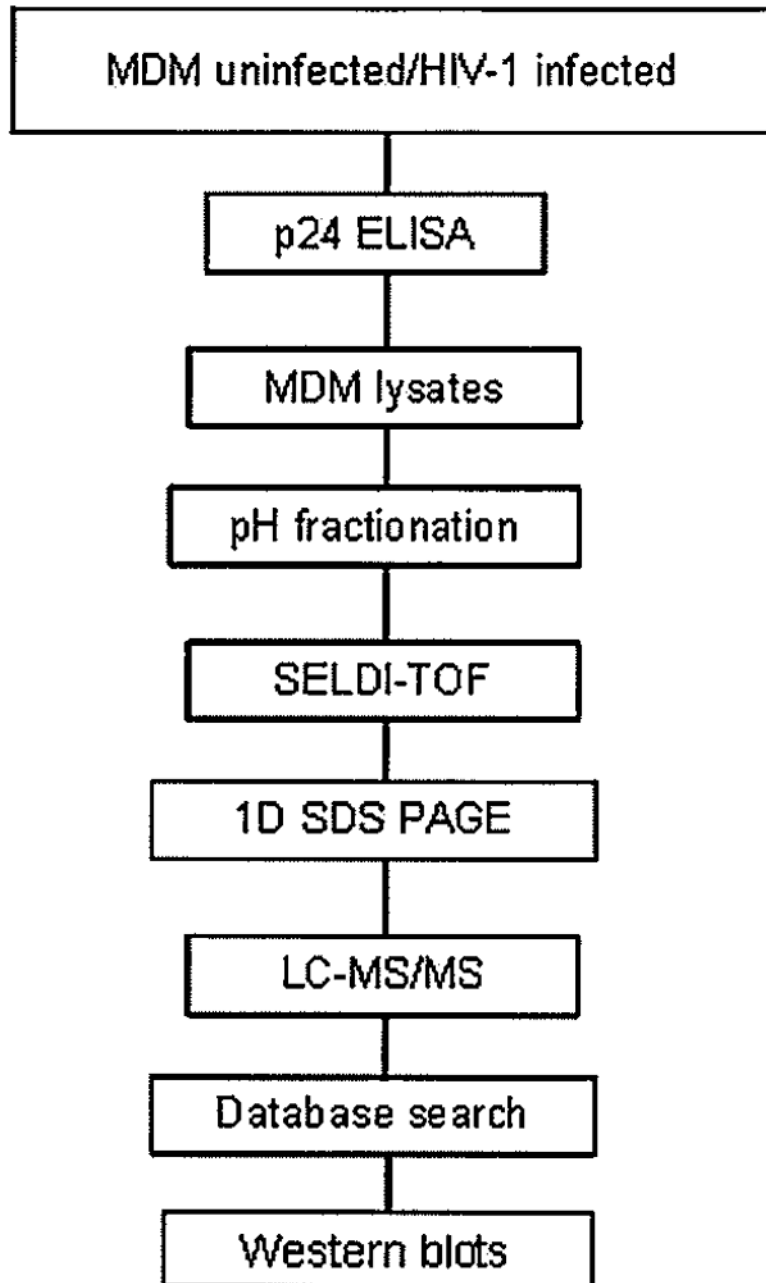 MDM uninfected/HIV-1 infected
p24 ELISA
MDM lysates
pH fractionation
SELDI-TOF
1D SDS PAGE
LC-MS/MS
Database search
Western blots